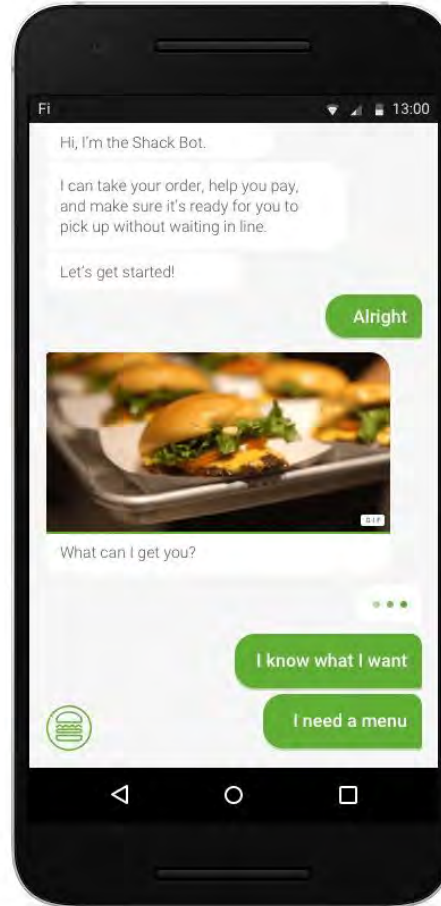 Fi
13:00
Hi, I'm the Shack Bot.
I can take your order, help you pay,
and make sure it's ready for you to
pick up without waiting in line.
Let's get started!
Alright
GIF
What can I get you?
I know what I want
I need a menu